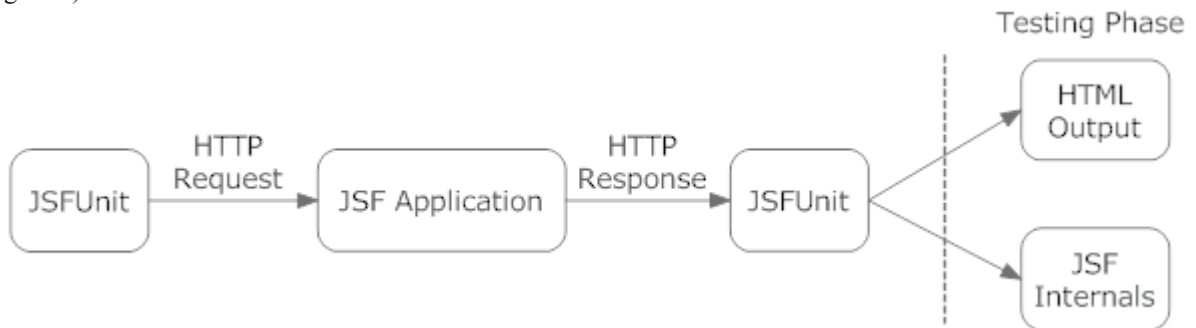 Testing Phase
HTML
Output
HTTP
Request
HTTP
Response
JSFUnit
JSF Application
JSFUnit
JSF
Internals